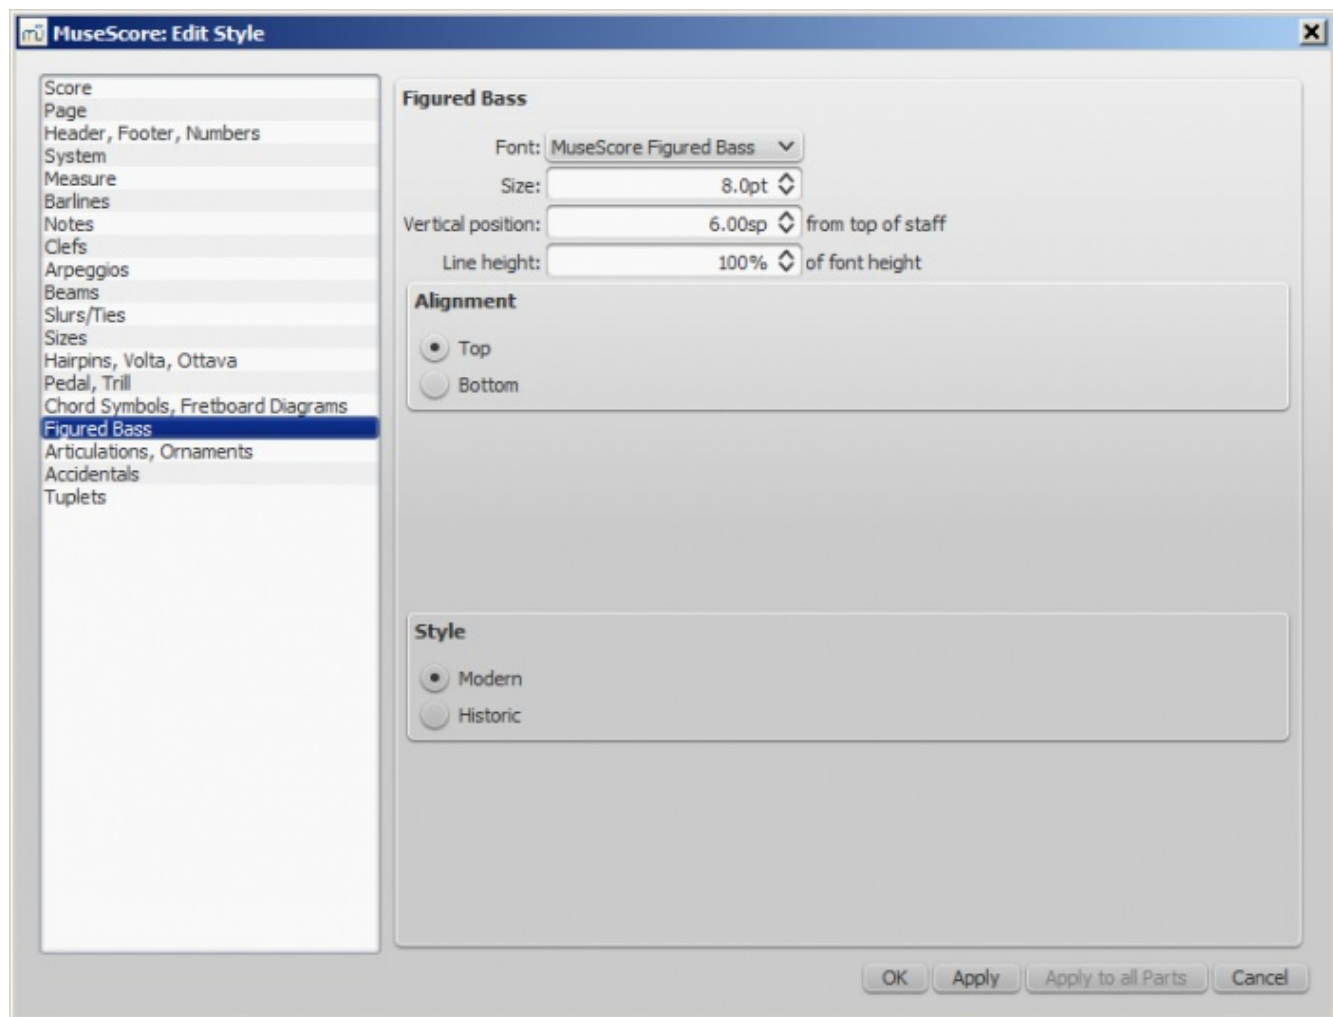 mü MuseScore: Edit Style
Score
Page
Header, Footer, Numbers
System
Measure
Barlines
Notes
Clefs
Arpeggios
Beams
Slurs/Ties
Sizes
Hairpins, Volta, Ottava
Pedal, Trill
Chord Symbols, Fretboard Diagrams
Figured Bass
Articulations, Ornaments
Accidentals
Tuplets
Figured Bass
Font: MuseScore Figured Bass
Size: 8.0pt
Vertical position: 6.00sp from top of staff
Line height: 100% of font height
Alignment
Top
Bottom
Style
Modern
Historic
OK Apply Apply to all Parts Cancel